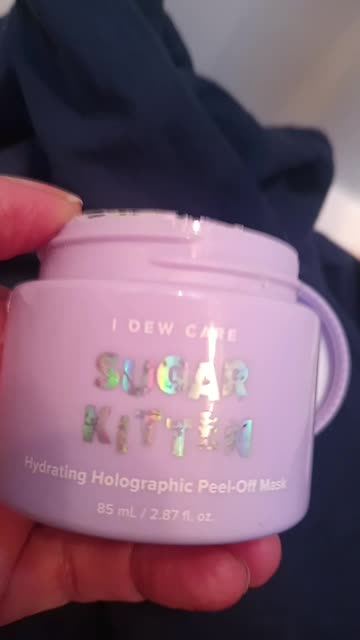 I DEW CARE
SUGAR
KITTEN
Hydrating Holographic Peel-Off Mask
85 mL / 2.87 fl. oz.